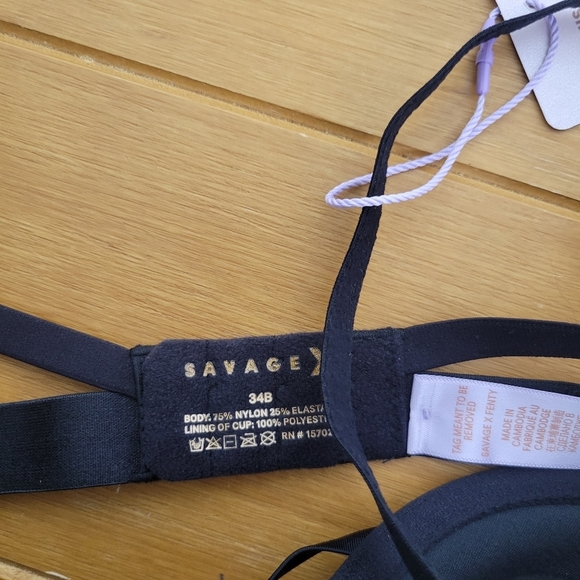 SAVAGE X
34B
BODY: 75% NYLON 25% ELASTA
LINING OF CUP: 100% POLYEST
RN # 15702
TAG MEANT TO BE
REMOVED
SAVAGE X FENTY
MADE IN
CAMBODIA
FABRIQUÉ AU
CAMBODGE